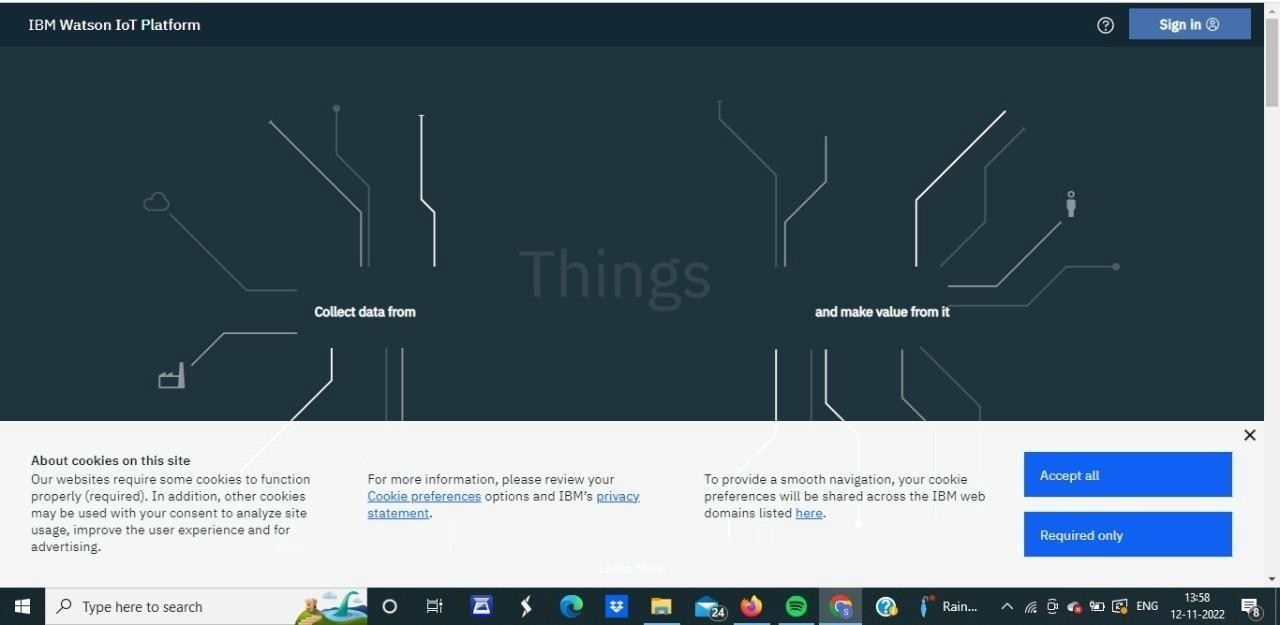 IBM Watson IoT Platform
Sign in
Things
Collect data from
and make value from it
About cookies on this site
Our websites require some cookies to function
properly (required). In addition, other cookies
may be used with your consent to analyze site
usage, improve the user experience and for
advertising.
For more information, please review your
Cookie preferences options and IBM's privacy
statement.
To provide a smooth navigation, your cookie
preferences will be shared across the IBM web
domains listed here.
Accept all
Required only
Learn More
Type here to search
24
S
Rain...
ENG
13:58
12-11-2022
8